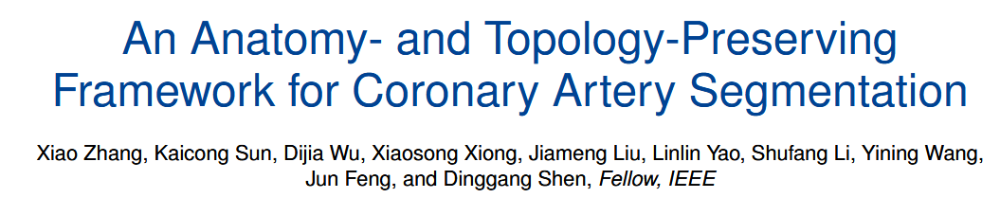 An Anatomy- and Topology-Preserving
Framework for Coronary Artery Segmentation
Xiao Zhang, Kaicong Sun, Dijia Wu, Xiaosong Xiong, Jiameng Liu, Linlin Yao, Shufang Li, Yining Wang,
Jun Feng, and Dinggang Shen, Fellow, IEEE